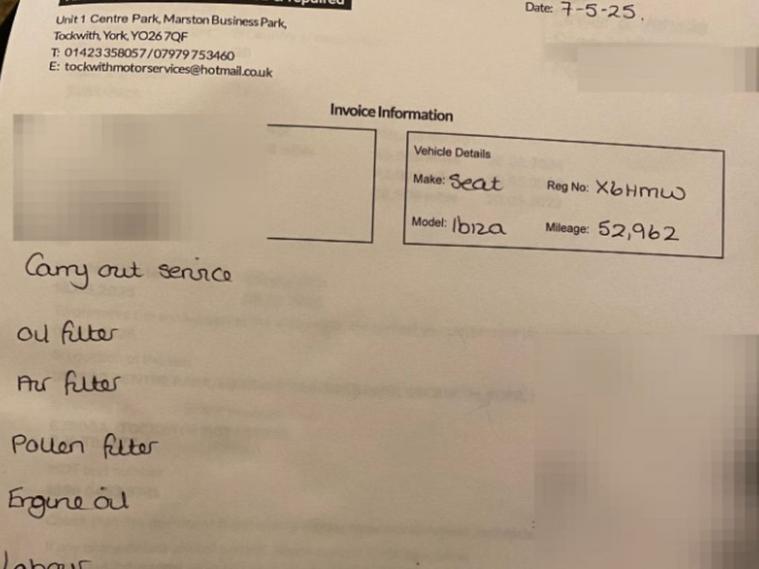 repaired
Date: 7-5-25.
Unit 1 Centre Park, Marston Business Park,
Tockwith, York, YO26 7QF
T: 01423 358057 / 07979 753460
E: tockwithmotorservices@hotmail.co.uk
Invoice Information
Vehicle Details
Make: Seat Reg No: X6HMW
Model: Ibiza Mileage: 52,962
Carry out service
Oil filter
Air filter
Pollen filter
Engine oil
Labour